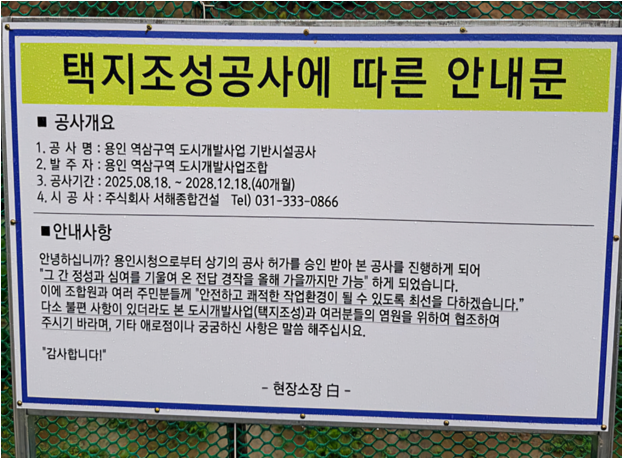 택지조성공사에 따른 안내문
■ 공사개요
1. 공 사 명 : 용인 역삼구역 도시개발사업 기반시설공사
2. 발 주 자 : 용인 역삼구역 도시개발사업조합
3. 공사기간 : 2025.08.18. ~ 2028.12.18.(40개월)
4. 시 공 사 : 주식회사 서해종합건설 Tel) 031-333-0866
■안내사항
안녕하십니까? 용인시청으로부터 상기의 공사 허가를 승인 받아 본 공사를 진행하게 되어
"그 간 정성과 심여를 기울여 온 전답 경작을 올해 가을까지만 가능" 하게 되었습니다.
이에 조합원과 여러 주민분들께 "안전하고 쾌적한 작업환경이 될 수 있도록 최선을 다하겠습니다."
다소 불편 사항이 있더라도 본 도시개발사업(택지조성)과 여러분들의 염원을 위하여 협조하여
주시기 바라며, 기타 애로점이나 궁금하신 사항은 말씀 해주십시요.
"감사합니다!"
- 현장소장 白 -